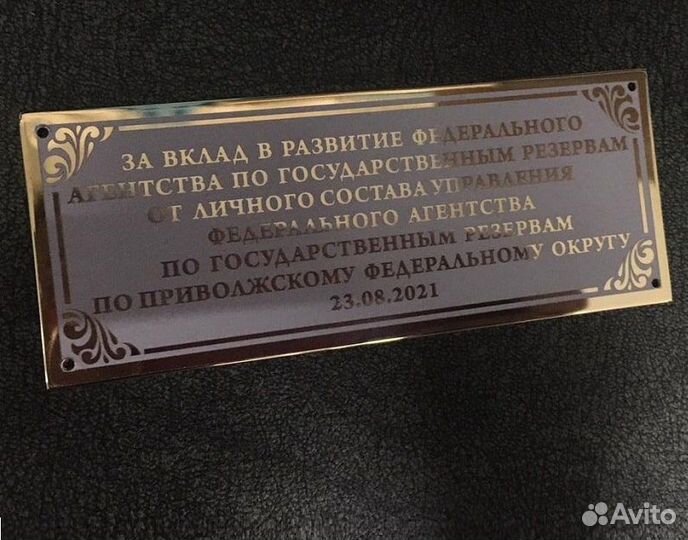 ЗА ВКЛАД В РАЗВИТИЕ ФЕДЕРАЛЬНОГО
АГЕНТСТВА ПО ГОСУДАРСТВЕННЫМ РЕЗЕРВАМ
ОТ ЛИЧНОГО СОСТАВА УПРАВЛЕНИЯ
ФЕДЕРАЛЬНОГО АГЕНТСТВА
ПО ГОСУДАРСТВЕННЫМ РЕЗЕРВАМ
ПО ПРИВОЛЖСКОМУ ФЕДЕРАЛЬНОМУ ОКРУГУ
23.08.2021
Avito